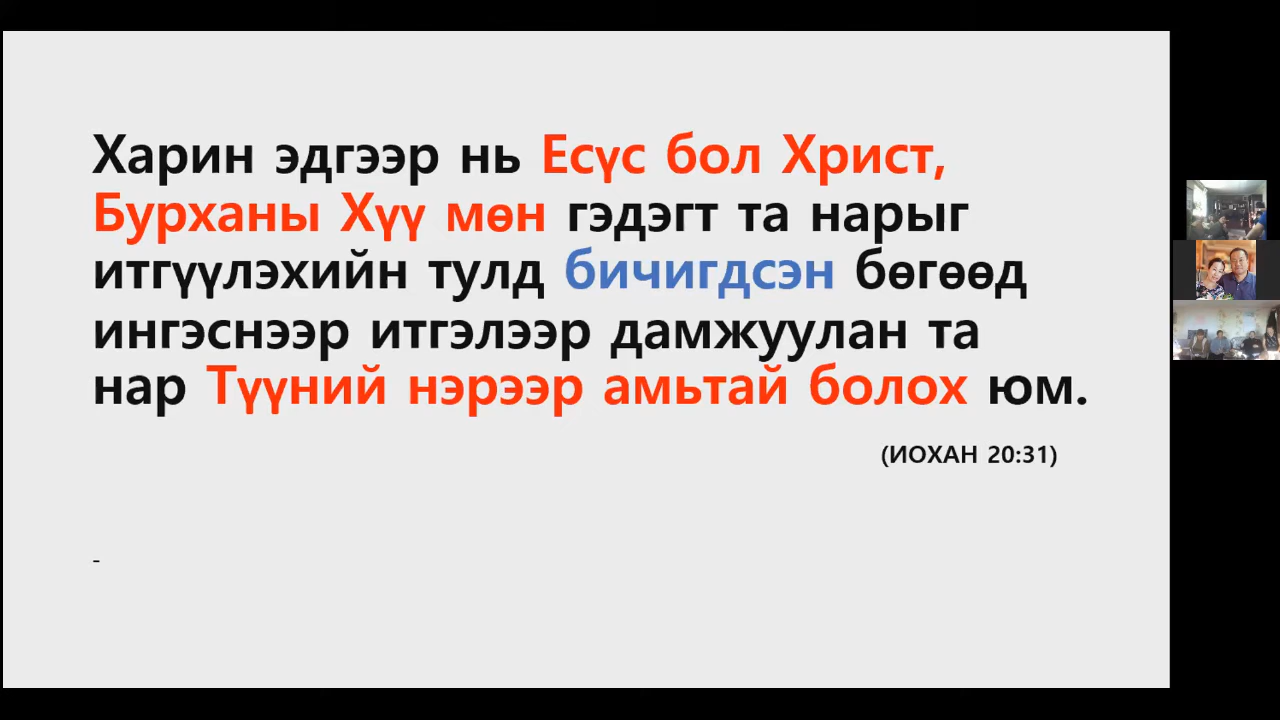 Харин эдгээр нь Есүс бол Христ,
Бурханы Хүү мөн гэдэгт та нарыг
итгүүлэхийн тулд бичигдсэн бөгөөд
ингэснээр итгэлээр дамжуулан та
нар Түүний нэрээр амьтай болох юм.
(ИОХАН 20:31)
-